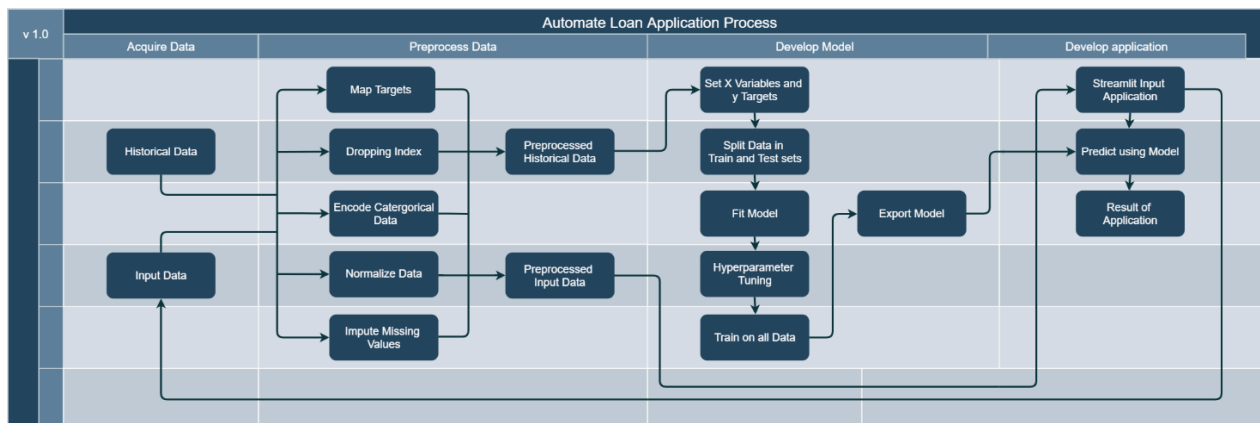 Automate Loan Application Process
v 1.0
Acquire Data
Preprocess Data
Develop Model
Develop application
Historical Data
Input Data
Map Targets
Dropping Index
Encode Catergorical
Data
Normalize Data
Impute Missing
Values
Preprocessed
Historical Data
Preprocessed
Input Data
Set X Variables and
y Targets
Split Data in
Train and Test sets
Fit Model
Hyperparameter
Tuning
Train on all Data
Export Model
Streamlit Input
Application
Predict using Model
Result of
Application